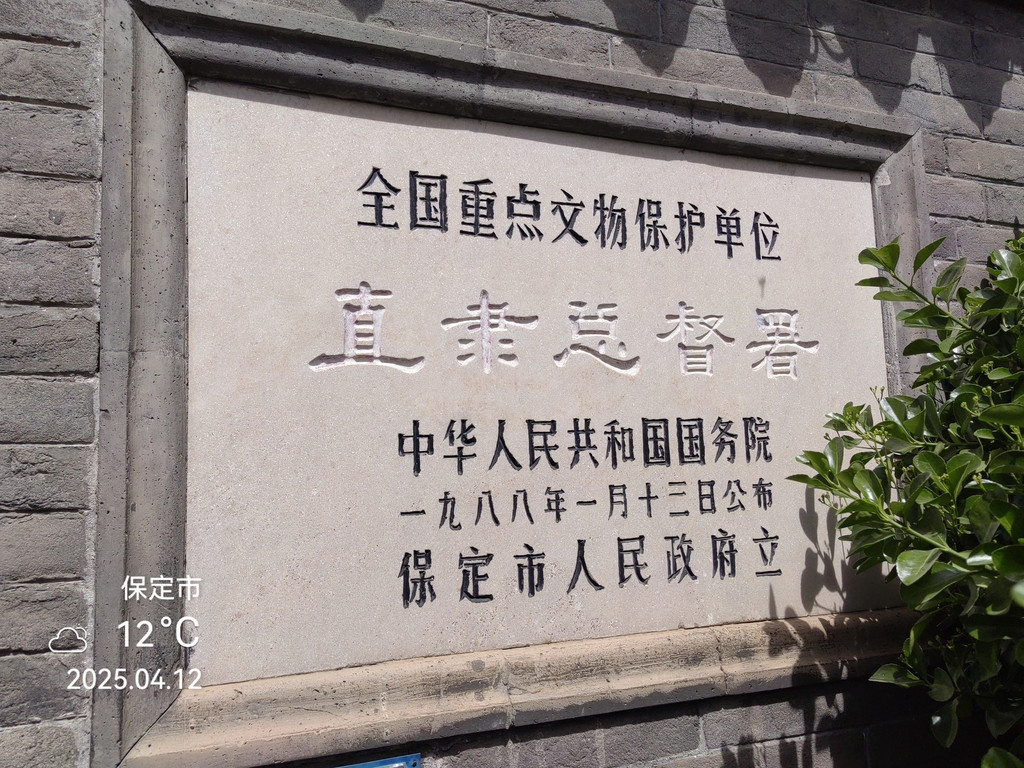 全国重点文物保护单位
直隶总督署
中华人民共和国国务院
一九八八年一月十三日公布
保定市人民政府立
保定市
12°C
2025.04.12